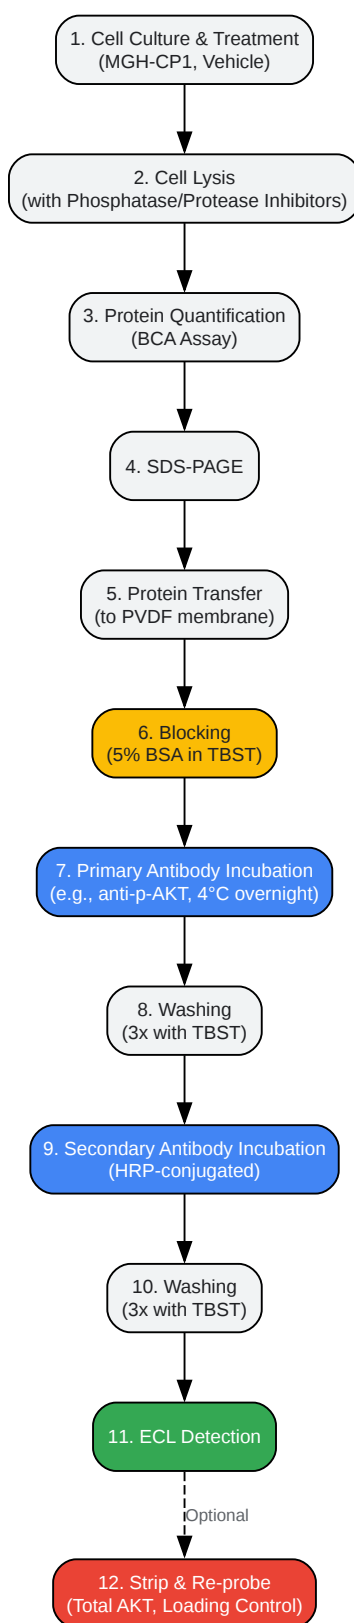 1. Cell Culture & Treatment
(MGH-CP1, Vehicle)
2. Cell Lysis
(with Phosphatase/Protease Inhibitors)
3. Protein Quantification
(BCA Assay)
4. SDS-PAGE
5. Protein Transfer
(to PVDF membrane)
6. Blocking
(5% BSA in TBST)
7. Primary Antibody Incubation
(e.g., anti-p-AKT, 4°C overnight)
8. Washing
(3x with TBST)
9. Secondary Antibody Incubation
(HRP-conjugated)
10. Washing
(3x with TBST)
11. ECL Detection
Optional
12. Strip & Re-probe
(Total AKT, Loading Control)